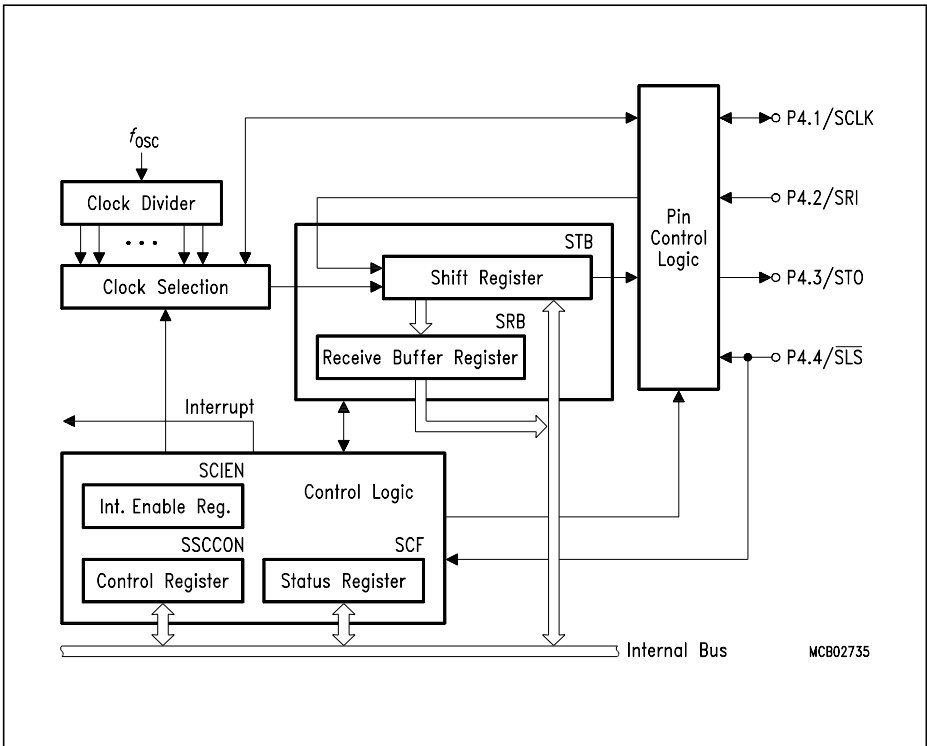 P4.1/SCLK
fosc
Clock Divider
P4.2/SRI
Pin
Control
Logic
• • •
STB
Shift Register
Clock Selection
P4.3/STO
SRB
Receive Buffer Register
P4.4/S̅L̅S̅
Interrupt
SCIEN
Control Logic
Int. Enable Reg.
SSCCON
SCF
Control Register
Status Register
Internal Bus
MCB02735